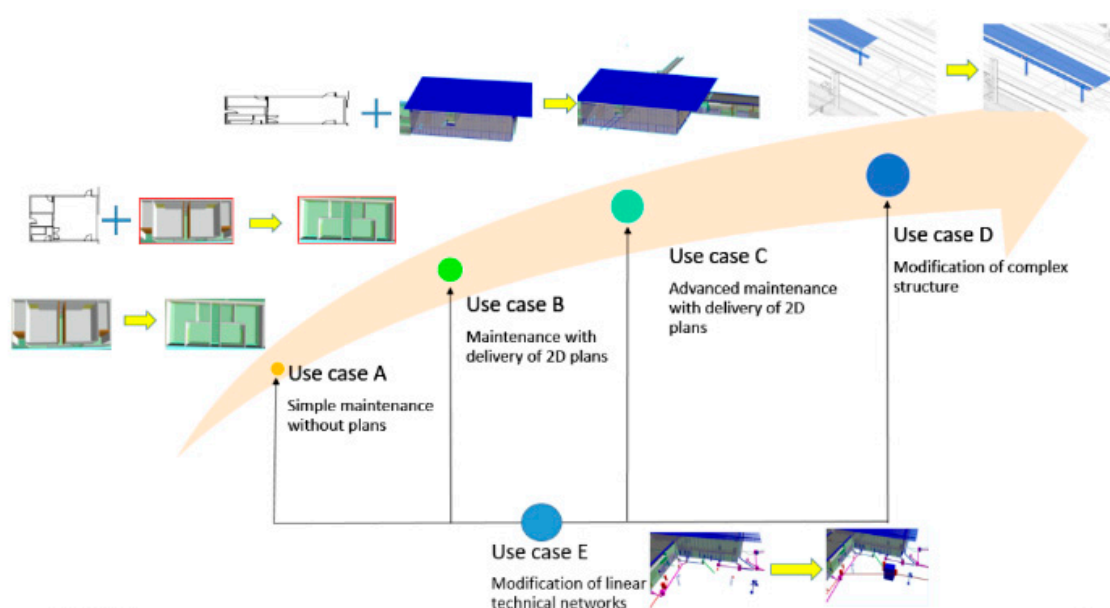 Use case A
Simple maintenance
without plans
Use case B
Maintenance with
delivery of 2D plans
Use case C
Advanced maintenance
with delivery of 2D
plans
Use case D
Modification of complex
structure
Use case E
Modification of linear
technical networks